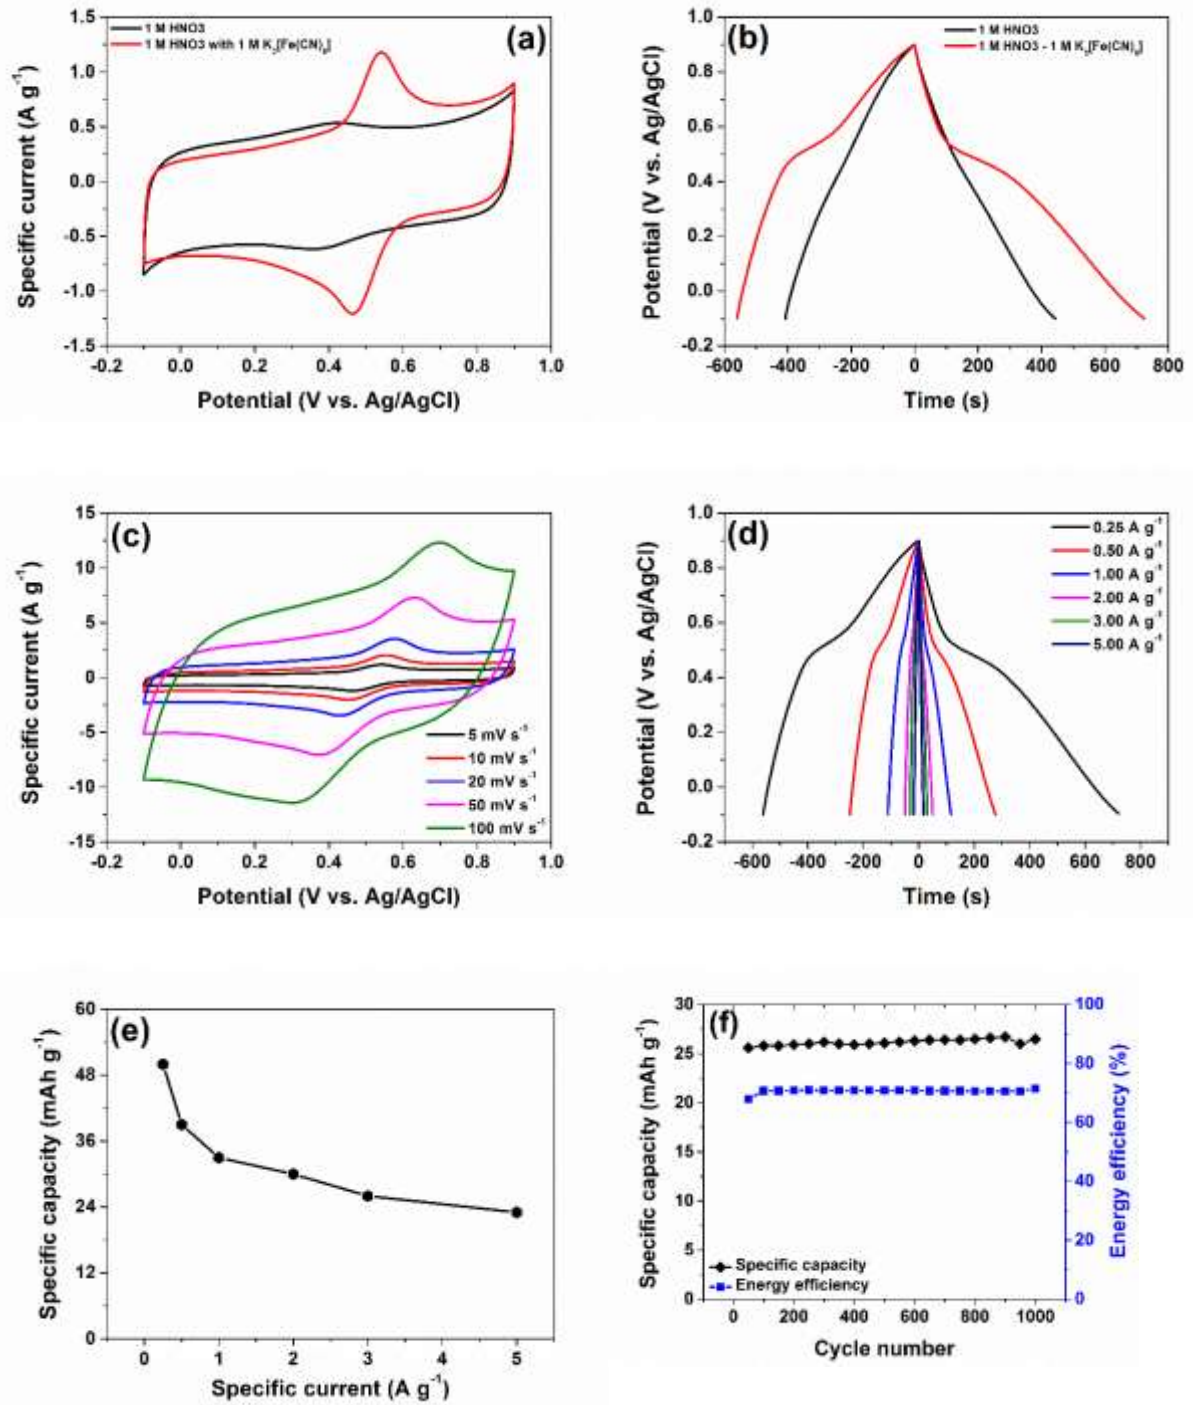 (a)
1 M HNO3
1 M HNO3 with 1 M K3[Fe(CN)6]
1.5
1.0
0.5
0.0
-0.5
-1.0
-1.5
Specific current (A g-1)
-0.2 0.0 0.2 0.4 0.6 0.8 1.0
Potential (V vs. Ag/AgCl)
(b)
1 M HNO3
1 M HNO3 - 1 M K3[Fe(CN)6]
1.0
0.8
0.6
0.4
0.2
0.0
-0.2
Potential (V vs. Ag/AgCl)
-600 -400 -200 0 200 400 600 800
Time (s)
(c)
15
10
5
0
-5
-10
-15
Specific current (A g-1)
5 mV s-1
10 mV s-1
20 mV s-1
50 mV s-1
100 mV s-1
-0.2 0.0 0.2 0.4 0.6 0.8 1.0
Potential (V vs. Ag/AgCl)
(d)
0.25 A g-1
0.50 A g-1
1.00 A g-1
2.00 A g-1
3.00 A g-1
5.00 A g-1
1.0
0.8
0.6
0.4
0.2
0.0
-0.2
Potential (V vs. Ag/AgCl)
-600 -400 -200 0 200 400 600 800
Time (s)
(e)
60
48
36
24
12
0
Specific capacity (mAh g-1)
0 1 2 3 4 5
Specific current (A g-1)
(f)
30
25
20
15
10
5
0
Specific capacity (mAh g-1)
100
80
60
40
20
0
Energy efficiency (%)
Specific capacity
Energy efficiency
0 200 400 600 800 1000
Cycle number